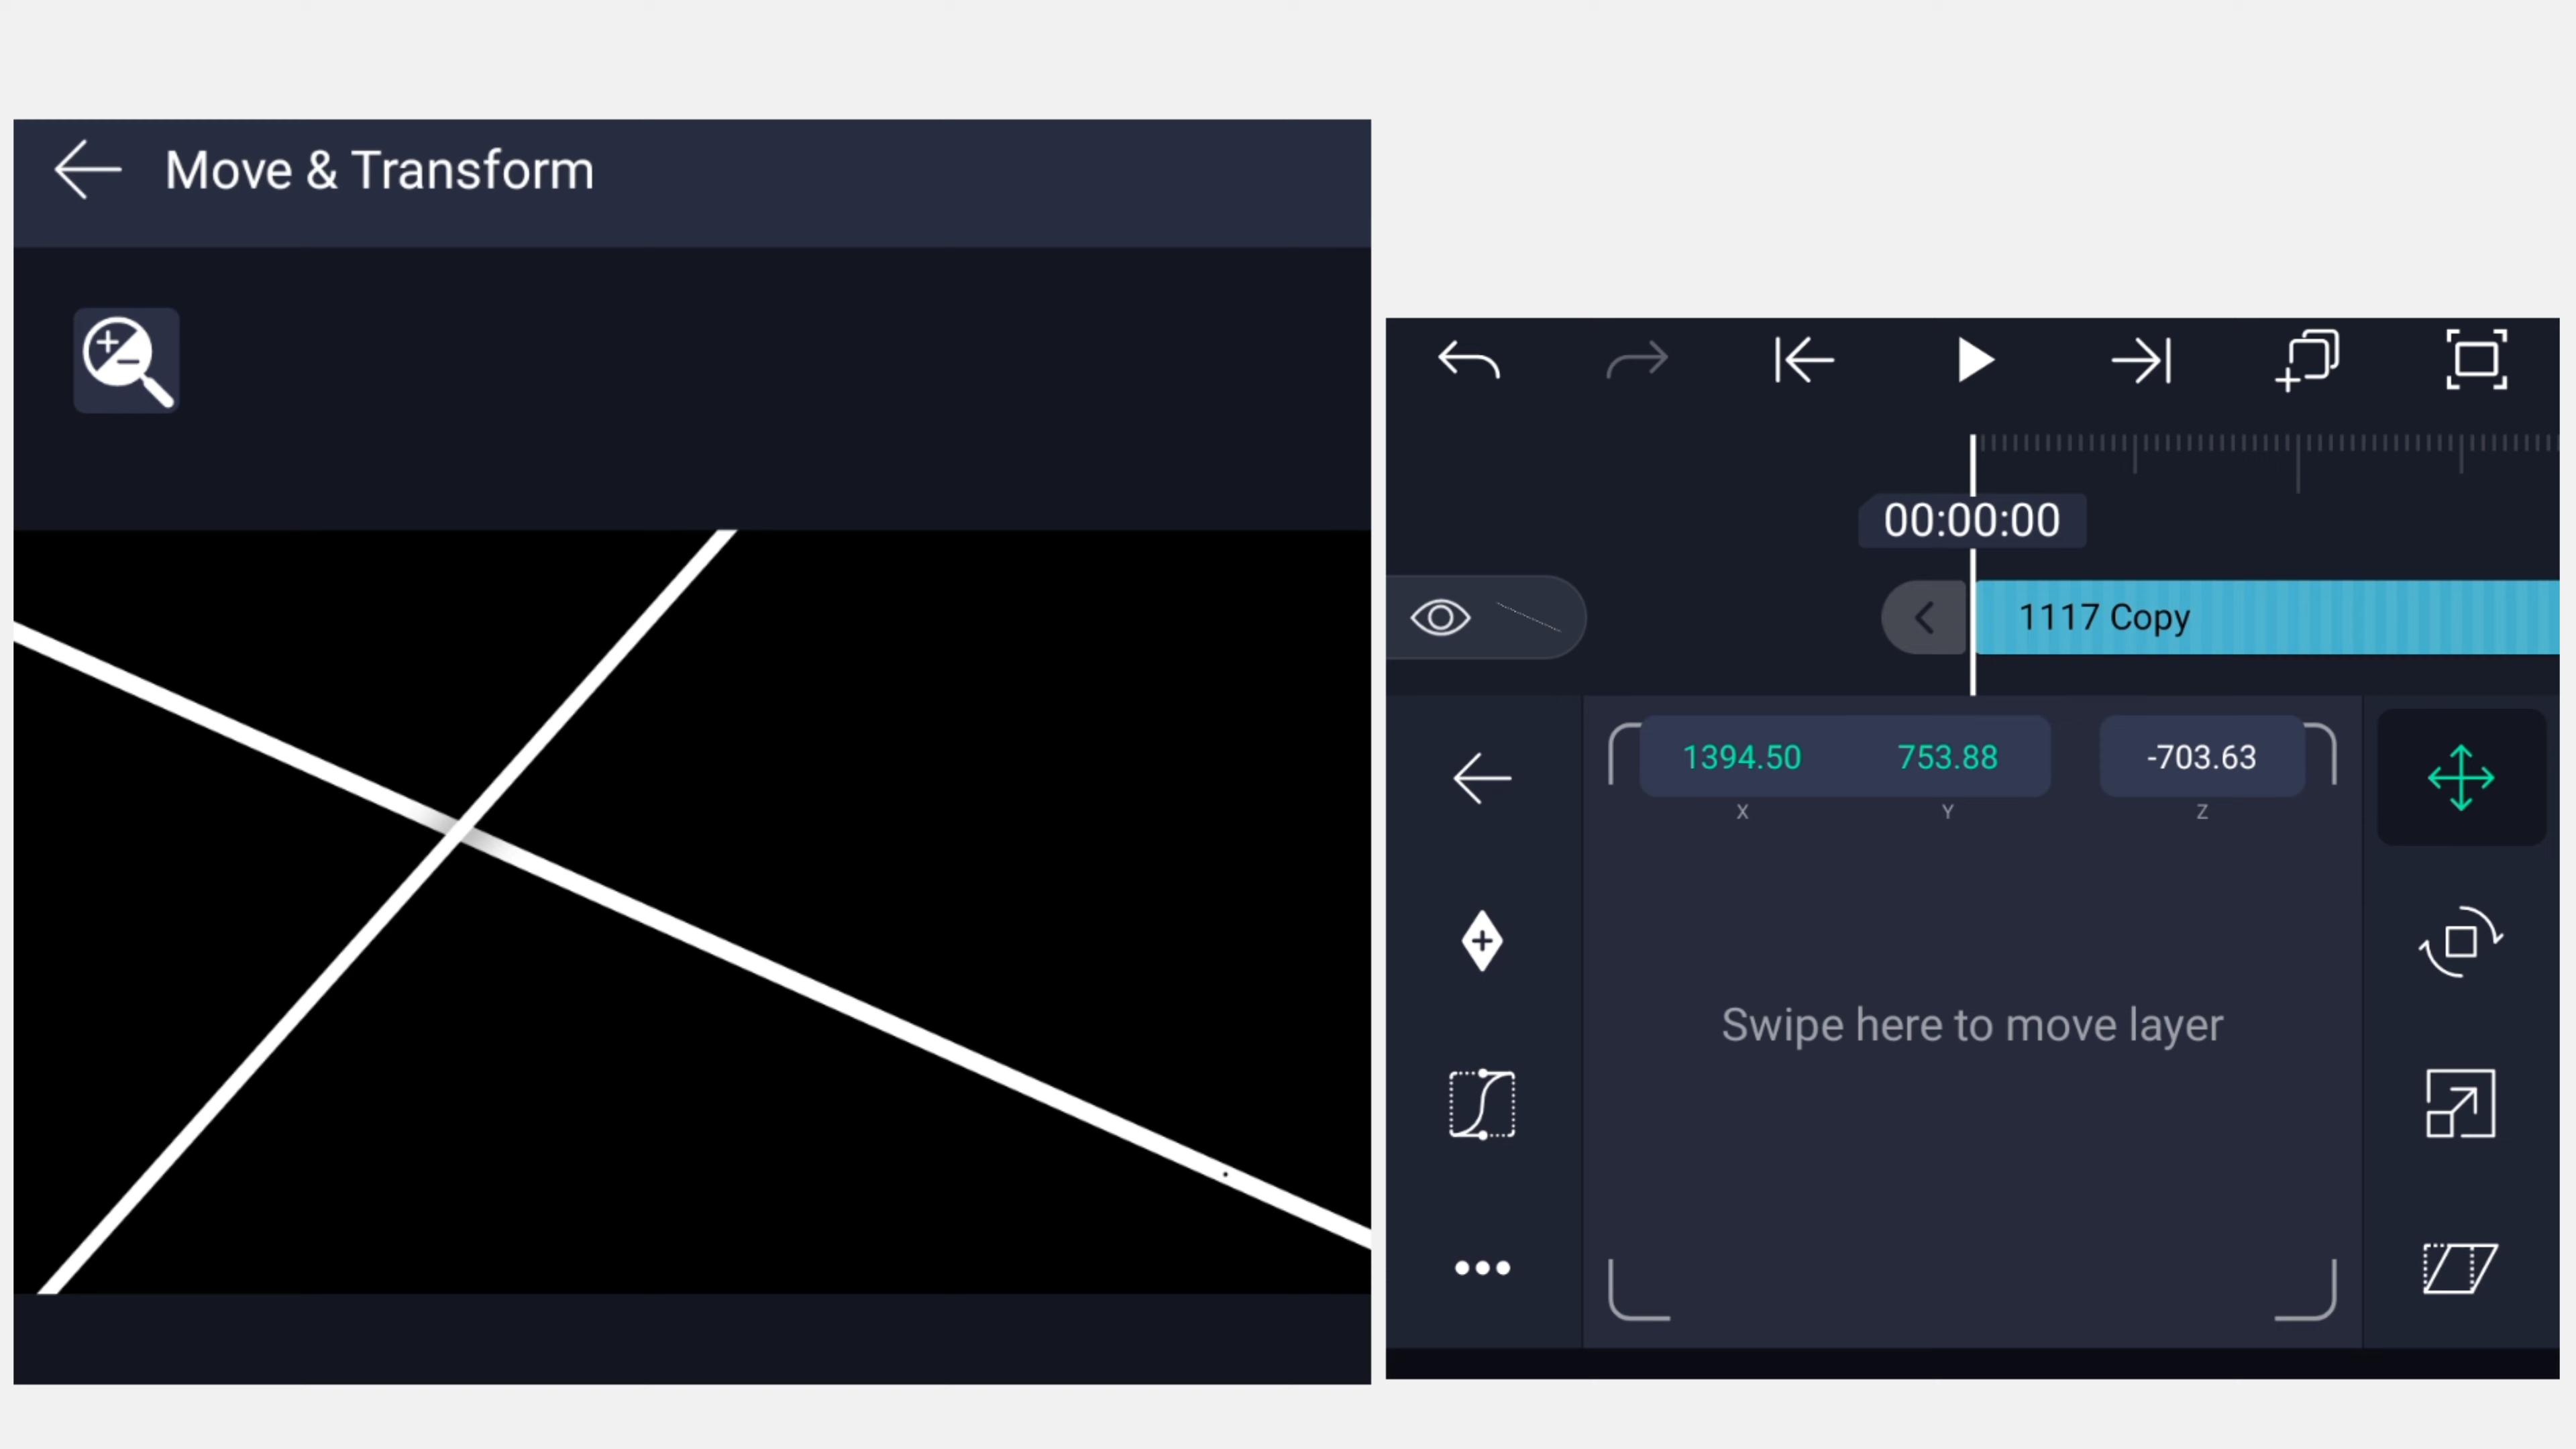 Move & Transform
00:00:00
1117 Copy
1394.50 753.88 -703.63
X Y Z
Swipe here to move layer